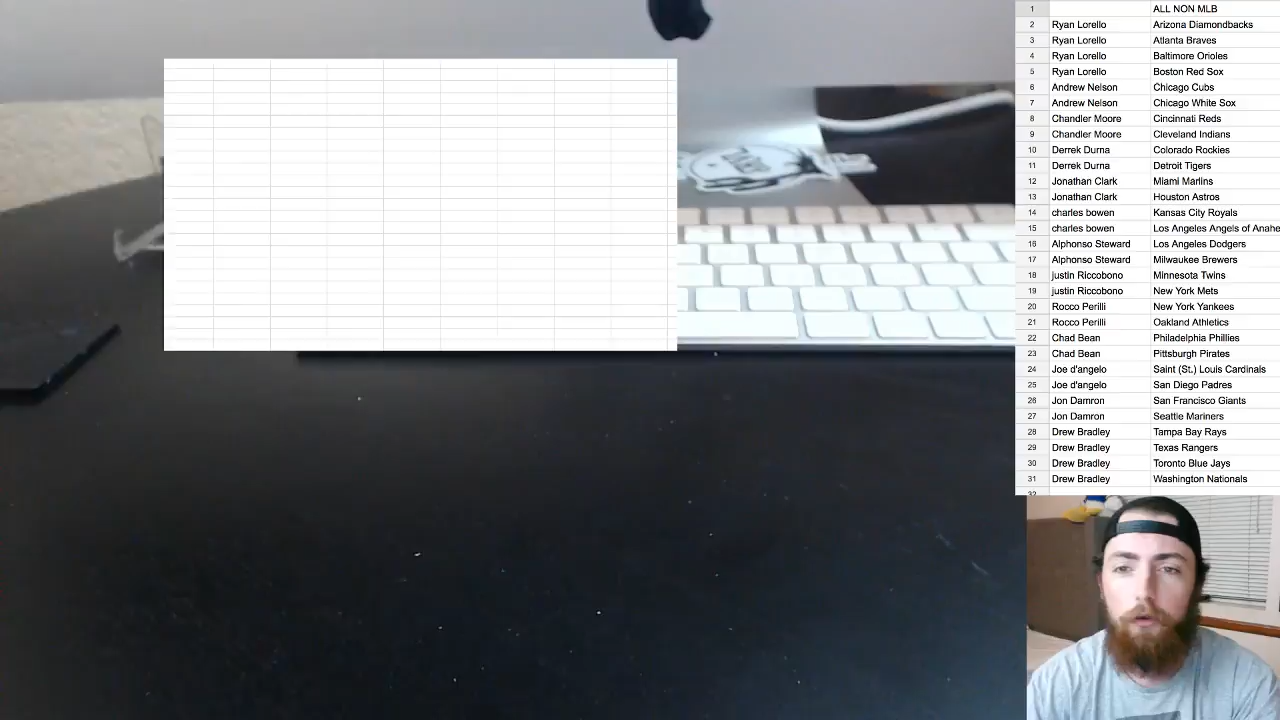 1 ALL NON MLB
2 Ryan Lorello Arizona Diamondbacks
3 Ryan Lorello Atlanta Braves
4 Ryan Lorello Baltimore Orioles
5 Ryan Lorello Boston Red Sox
6 Andrew Nelson Chicago Cubs
7 Andrew Nelson Chicago White Sox
8 Chandler Moore Cincinnati Reds
9 Chandler Moore Cleveland Indians
10 Derrek Durna Colorado Rockies
11 Derrek Durna Detroit Tigers
12 Jonathan Clark Miami Marlins
13 Jonathan Clark Houston Astros
14 charles bowen Kansas City Royals
15 charles bowen Los Angeles Angels of Anahe
16 Alphonso Steward Los Angeles Dodgers
17 Alphonso Steward Milwaukee Brewers
18 justin Riccobono Minnesota Twins
19 justin Riccobono New York Mets
20 Rocco Perilli New York Yankees
21 Rocco Perilli Oakland Athletics
22 Chad Bean Philadelphia Phillies
23 Chad Bean Pittsburgh Pirates
24 Joe d'angelo Saint (St.) Louis Cardinals
25 Joe d'angelo San Diego Padres
26 Jon Damron San Francisco Giants
27 Jon Damron Seattle Mariners
28 Drew Bradley Tampa Bay Rays
29 Drew Bradley Texas Rangers
30 Drew Bradley Toronto Blue Jays
31 Drew Bradley Washington Nationals
32